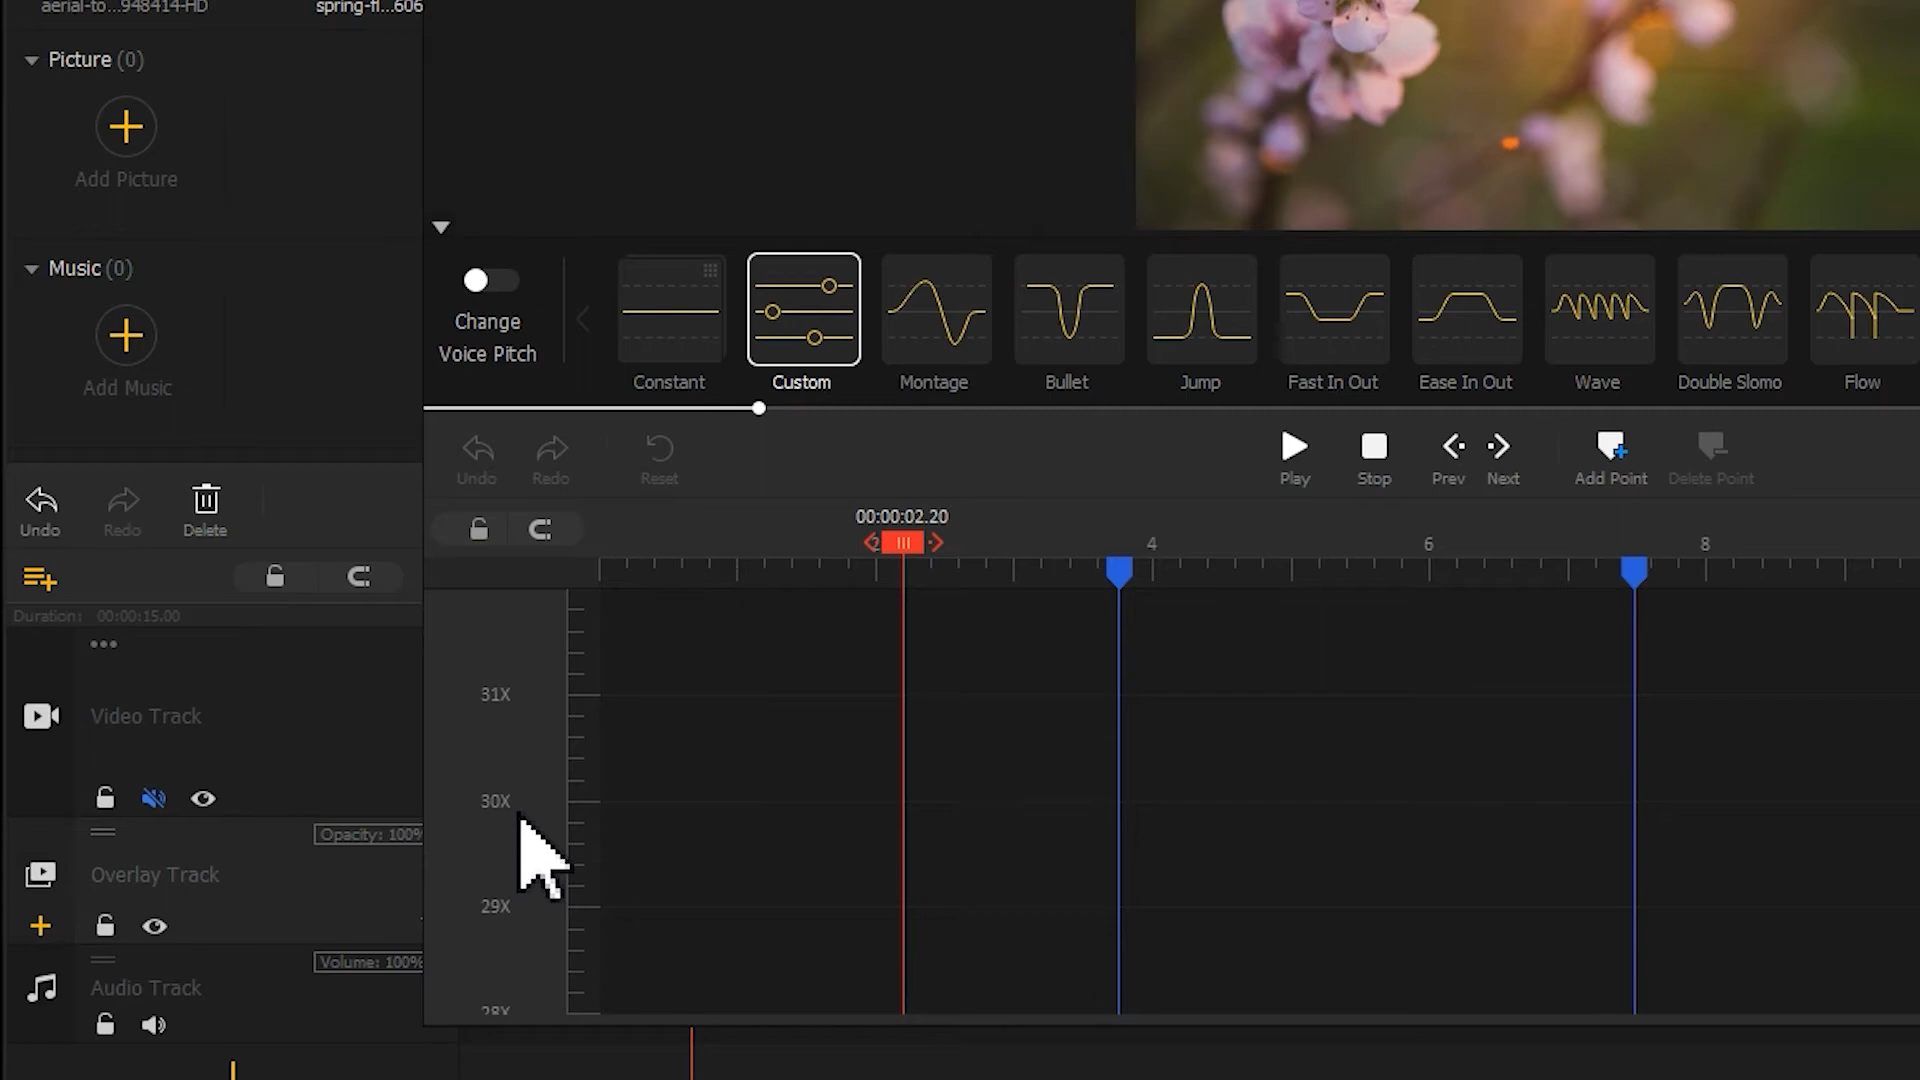 aerial-to...948414-HD
spring-fl...606
Picture (0)
Add Picture
Music (0)
Add Music
Change
Voice Pitch
Constant
Custom
Montage
Bullet
Jump
Fast In Out
Ease In Out
Wave
Double Slomo
Flow
Undo
Redo
Reset
Play
Stop
Prev
Next
Add Point
Delete Point
Undo
Redo
Delete
00:00:02.20
2
4
6
8
Duration: 00:00:15.00
31X
30X
29X
28X
Video Track
Opacity: 100%
Overlay Track
Volume: 100%
Audio Track